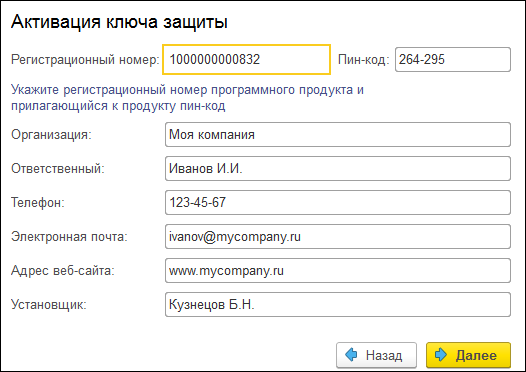 Активация ключа защиты
Регистрационный номер: 1000000000832 Пин-код: 264-295
Укажите регистрационный номер программного продукта и
прилагающийся к продукту пин-код
Организация: Моя компания
Ответственный: Иванов И.И.
Телефон: 123-45-67
Электронная почта: ivanov@mycompany.ru
Адрес веб-сайта: www.mycompany.ru
Установщик: Кузнецов Б.Н.
Назад Далее